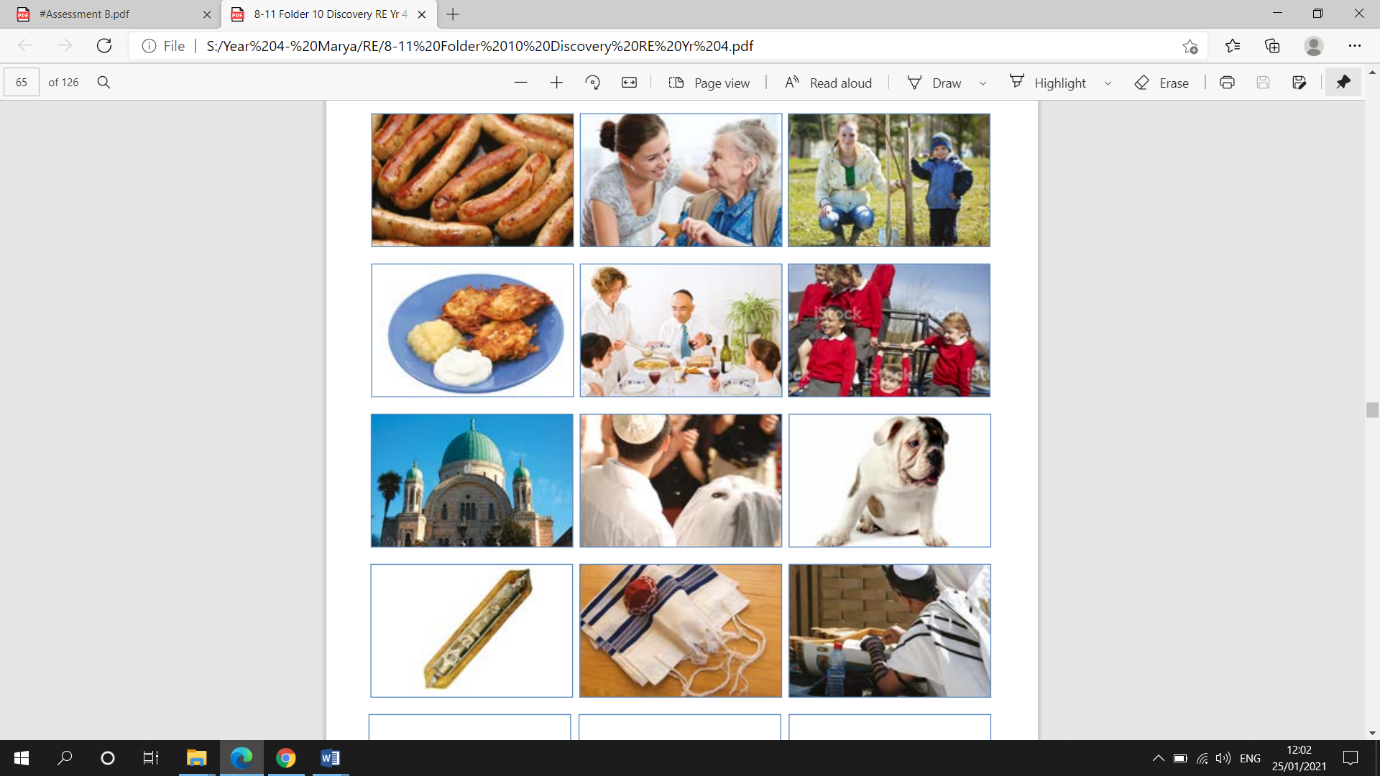 #Assessment B.pdf
8-11 Folder 10 Discovery RE Yr 4.
File
S:/Year%204-%20Marya/RE/8-11%20Folder%2010%20Discovery%20RE%20Yr%204.pdf
65
of 126
Page view
Read aloud
Draw
Highlight
Erase
iStock
iStock
ENG
12:02
25/01/2021